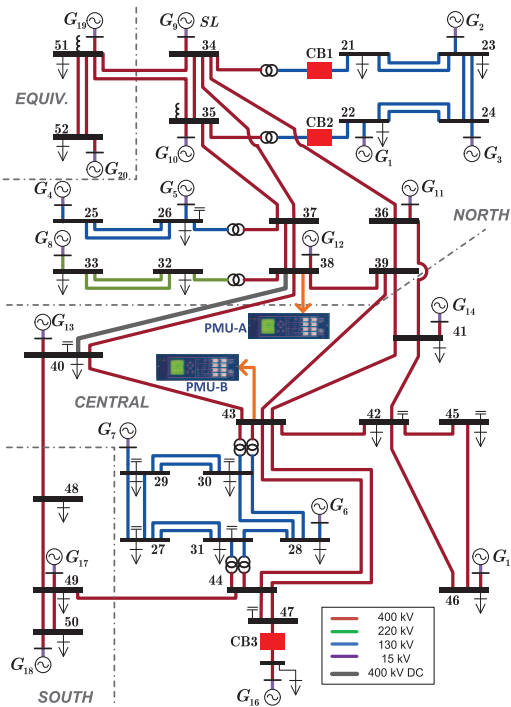 G19
G9
SL
G2
51
34
CB1
21
23
EQUIV.
35
CB2
22
24
52
G20
G10
G1
G3
G4
G5
G11
25
26
37
36
NORTH
G8
G12
33
32
38
39
G13
PMU-A
G14
41
40
PMU-B
CENTRAL
43
42
45
G7
29
30
G6
48
27
31
28
G17
G1
49
44
46
50
47
CB3
G18
SOUTH
G16
400 kV
220 kV
130 kV
15 kV
400 kV DC